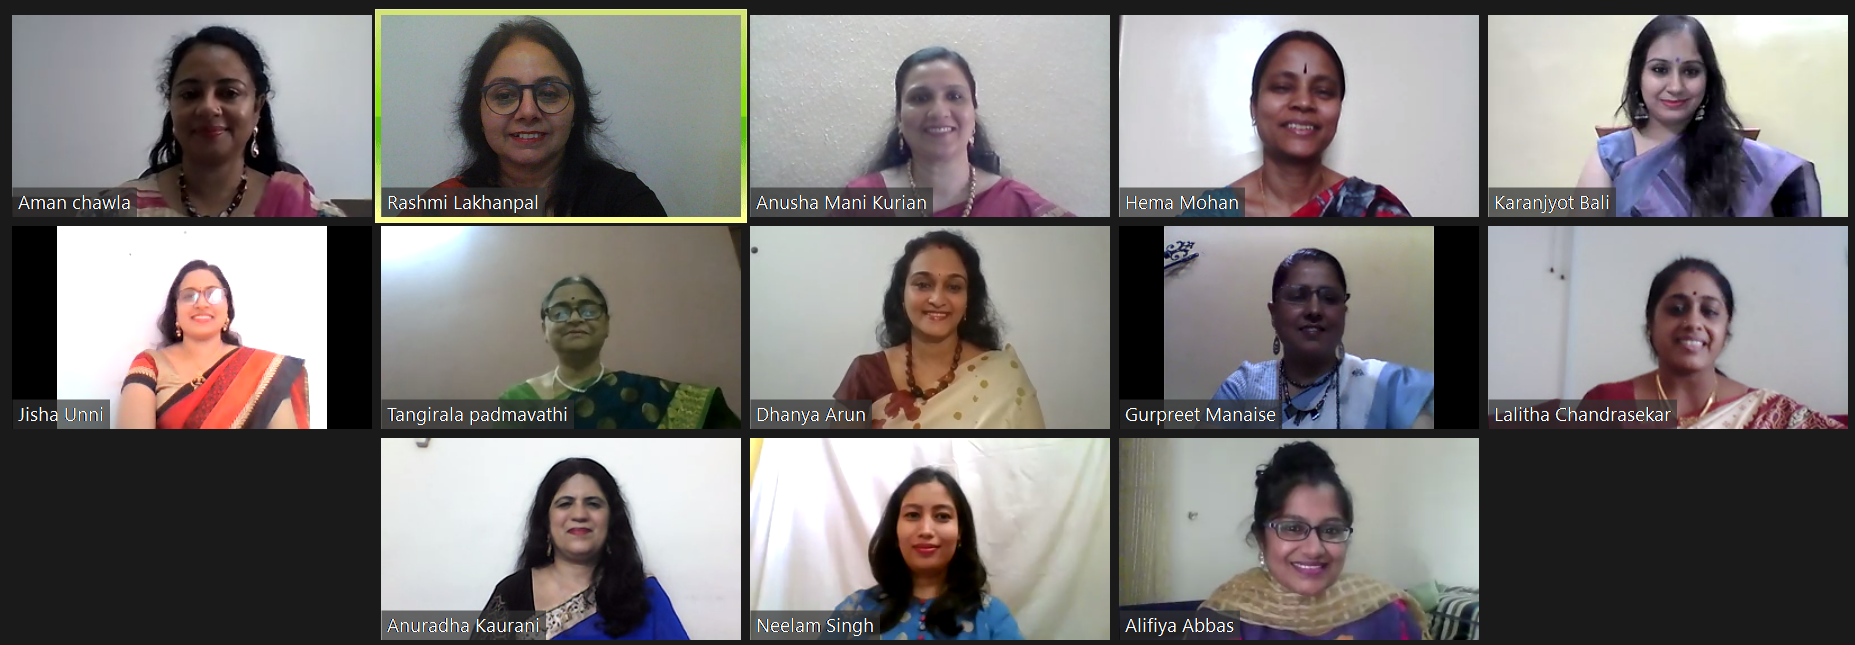 Aman chawla
Rashmi Lakhanpal
Anusha Mani Kurian
Hema Mohan
Karanjyot Bali
Jisha Unni
Tangirala padmavathi
Dhanya Arun
Gurpreet Manaise
Lalitha Chandrasekar
Anuradha Kaurani
Neelam Singh
Alifiya Abbas